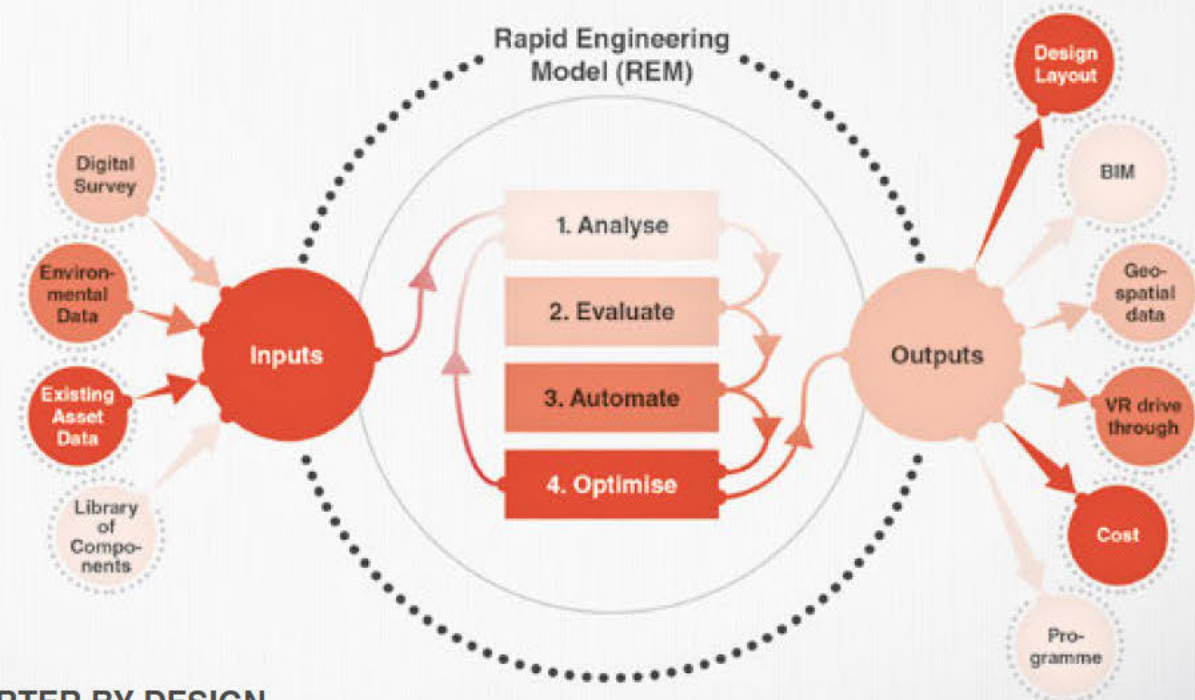 Rapid Engineering
Model (REM)
Digital
Survey
Environ-
mental
Data
Existing
Asset
Data
Library
of
Compo-
nents
Inputs
1. Analyse
2. Evaluate
3. Automate
4. Optimise
Outputs
Design
Layout
BIM
Geo-
spatial
data
VR drive
through
Cost
Pro-
gramme
BY DESIGN